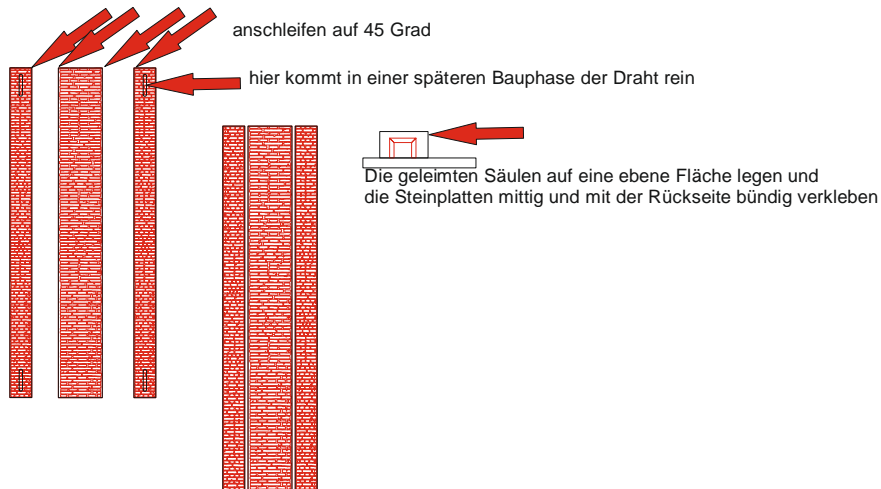 anschleifen auf 45 Grad
hier kommt in einer späteren Bauphase der Draht rein
Die geleimten Säulen auf eine ebene Fläche legen und
die Steinplatten mittig und mit der Rückseite bündig verkleben